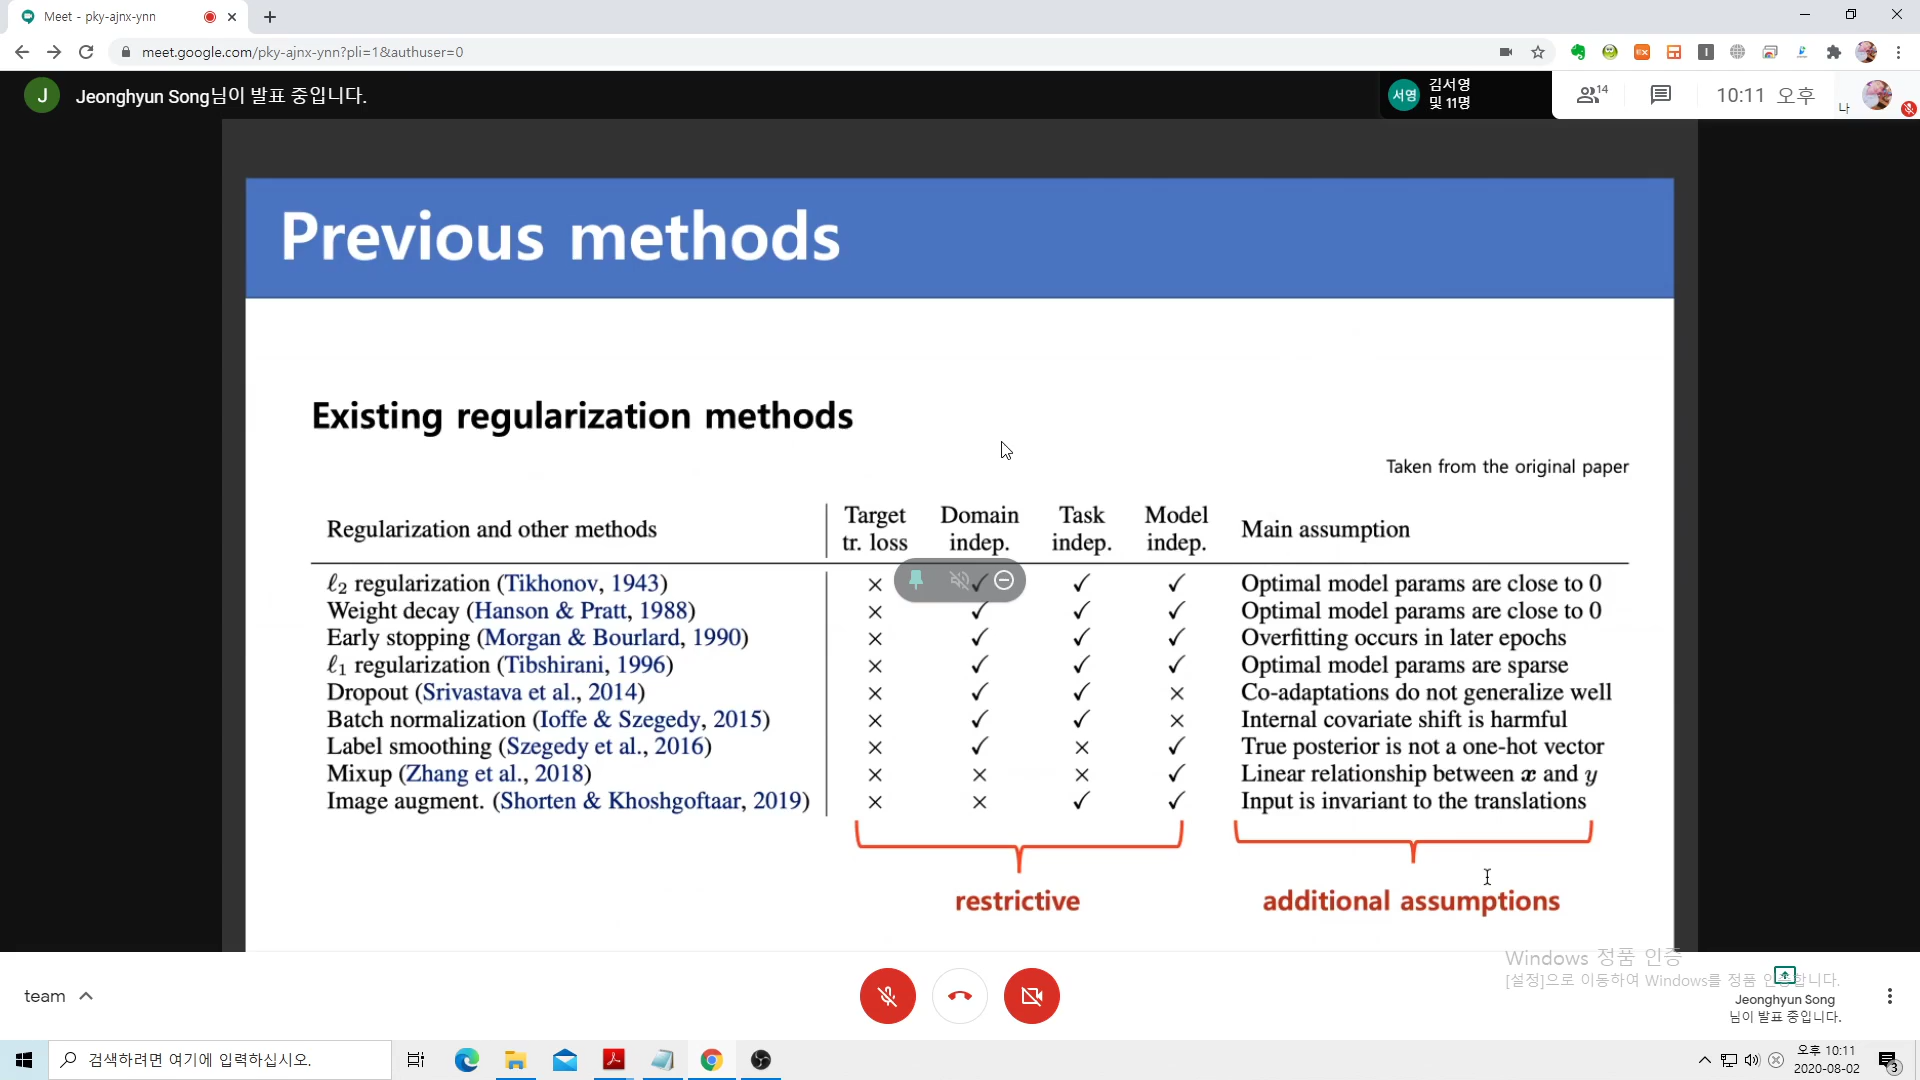 Meet - pky-ajnx-ynn
meet.google.com/pky-ajnx-ynn?pli=1&authuser=0
J
Jeonghyun Song님이 발표 중입니다.
서영
김서영
및 11명
14
10:11 오후
나
Previous methods
Existing regularization methods
Taken from the original paper
Regularization and other methods Target tr. loss Domain indep. Task indep. Model indep. Main assumption
ℓ2 regularization (Tikhonov, 1943) × ✓ ✓ ✓ Optimal model params are close to 0
Weight decay (Hanson & Pratt, 1988) × ✓ ✓ ✓ Optimal model params are close to 0
Early stopping (Morgan & Bourlard, 1990) × ✓ ✓ ✓ Overfitting occurs in later epochs
ℓ1 regularization (Tibshirani, 1996) × ✓ ✓ ✓ Optimal model params are sparse
Dropout (Srivastava et al., 2014) × ✓ ✓ × Co-adaptations do not generalize well
Batch normalization (Ioffe & Szegedy, 2015) × ✓ ✓ × Internal covariate shift is harmful
Label smoothing (Szegedy et al., 2016) × ✓ × ✓ True posterior is not a one-hot vector
Mixup (Zhang et al., 2018) × × × ✓ Linear relationship between x and y
Image augment. (Shorten & Khoshgoftaar, 2019) × × ✓ ✓ Input is invariant to the translations
restrictive
additional assumptions
Windows 정품 인증
[설정]으로 이동하여 Windows를 정품 인증합니다.
team
Jeonghyun Song
님이 발표 중입니다.
검색하려면 여기에 입력하십시오.
오후 10:11
2020-08-02
3